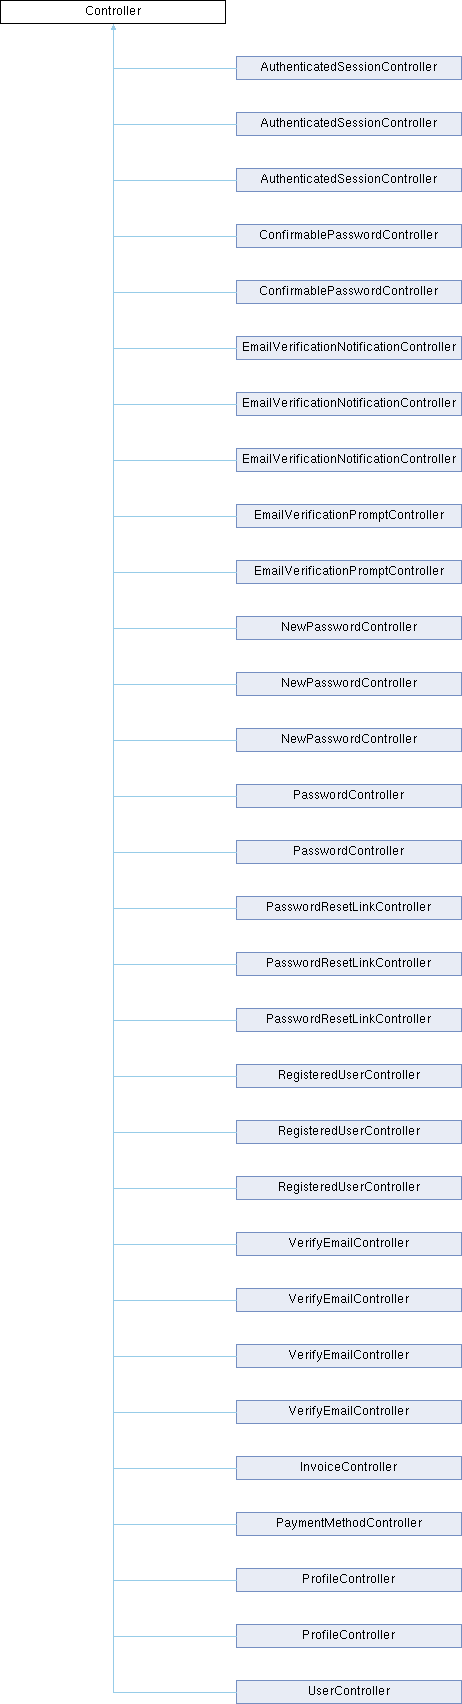 Controller
AuthenticatedSessionController
AuthenticatedSessionController
AuthenticatedSessionController
ConfirmablePasswordController
ConfirmablePasswordController
EmailVerificationNotificationController
EmailVerificationNotificationController
EmailVerificationNotificationController
EmailVerificationPromptController
EmailVerificationPromptController
NewPasswordController
NewPasswordController
NewPasswordController
PasswordController
PasswordController
PasswordResetLinkController
PasswordResetLinkController
PasswordResetLinkController
RegisteredUserController
RegisteredUserController
RegisteredUserController
VerifyEmailController
VerifyEmailController
VerifyEmailController
VerifyEmailController
InvoiceController
PaymentMethodController
ProfileController
ProfileController
UserController